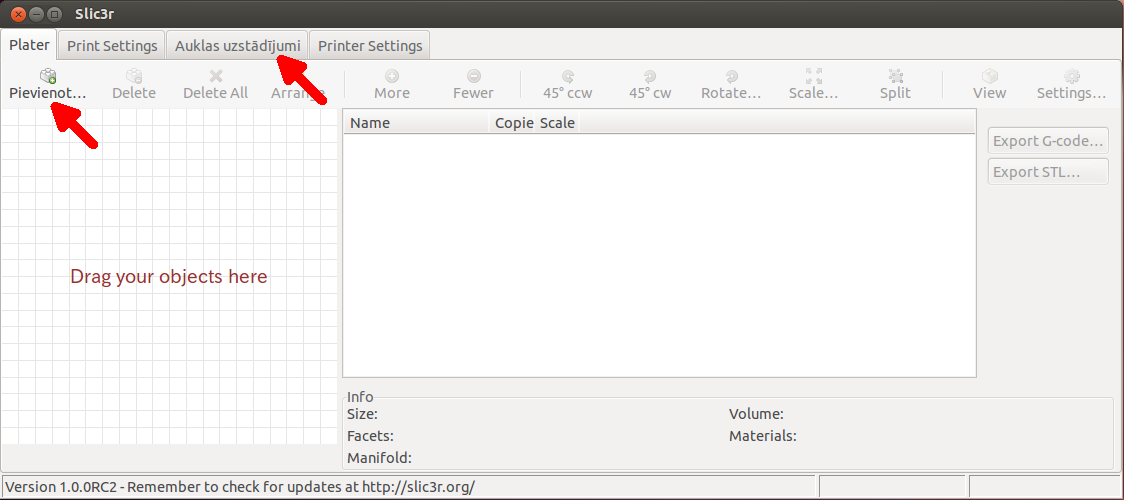 Slic3r
Plater Print Settings Auklas uzstādījumi Printer Settings
Pievienot… Delete Delete All Arrange More Fewer 45° ccw 45° cw Rotate… Scale… Split View Settings…
Name Copie Scale
Export G-code…
Export STL…
Drag your objects here
Info
Size: Volume:
Facets: Materials:
Manifold:
Version 1.0.0RC2 - Remember to check for updates at http://slic3r.org/